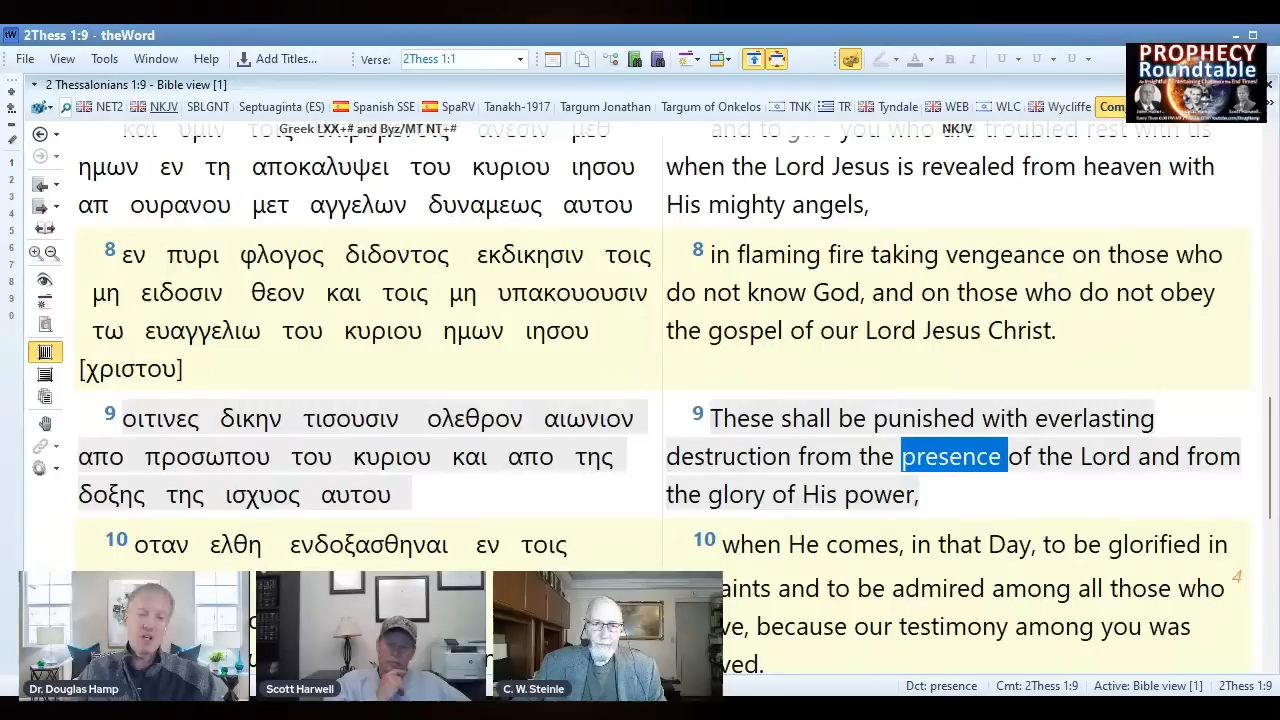 2Thess 1:9 - theWord
PROPHECY
Roundtable
File View Tools Window Help Add Titles... Verse: 2Thess 1:1
2 Thessalonians 1:9 - Bible view [1]
NET2 NKJV SBLGNT Septuaginta (ES) Spanish SSE SparV Tanakh-1917 Targum Jonathan Targum of Onkelos TNK TR Tyndale WEB WLC Wycliffe
Greek LXX+# and Byz/MT NT+#
NKJV
ημων εν τη αποκαλυψει του κυριου ιησου
απ ουρανου μετ αγγελων δυναμεως αυτου
8 εν πυρι φλογος διδοντος εκδικησιν τοις
μη ειδοσιν θεον και τοις μη υπακουουσιν
τω ευαγγελιω του κυριου ημων ιησου
[χριστου]
9 οιτινες δικην τισουσιν ολεθρον αιωνιον
απο προσωπου του κυριου και απο της
δοξης της ισχυος αυτου
10 οταν ελθη ενδοξασθηναι εν τοις
when the Lord Jesus is revealed from heaven with
His mighty angels,
8 in flaming fire taking vengeance on those who
do not know God, and on those who do not obey
the gospel of our Lord Jesus Christ.
9 These shall be punished with everlasting
destruction from the presence of the Lord and from
the glory of His power,
10 when He comes, in that Day, to be glorified in
and to be admired among all those who 4
because our testimony among you was
Dr. Douglas Hamp
Scott Harwell
C. W. Steinle
Dct: presence Cmt: 2Thess 1:9 Active: Bible view [1] 2Thess 1:9